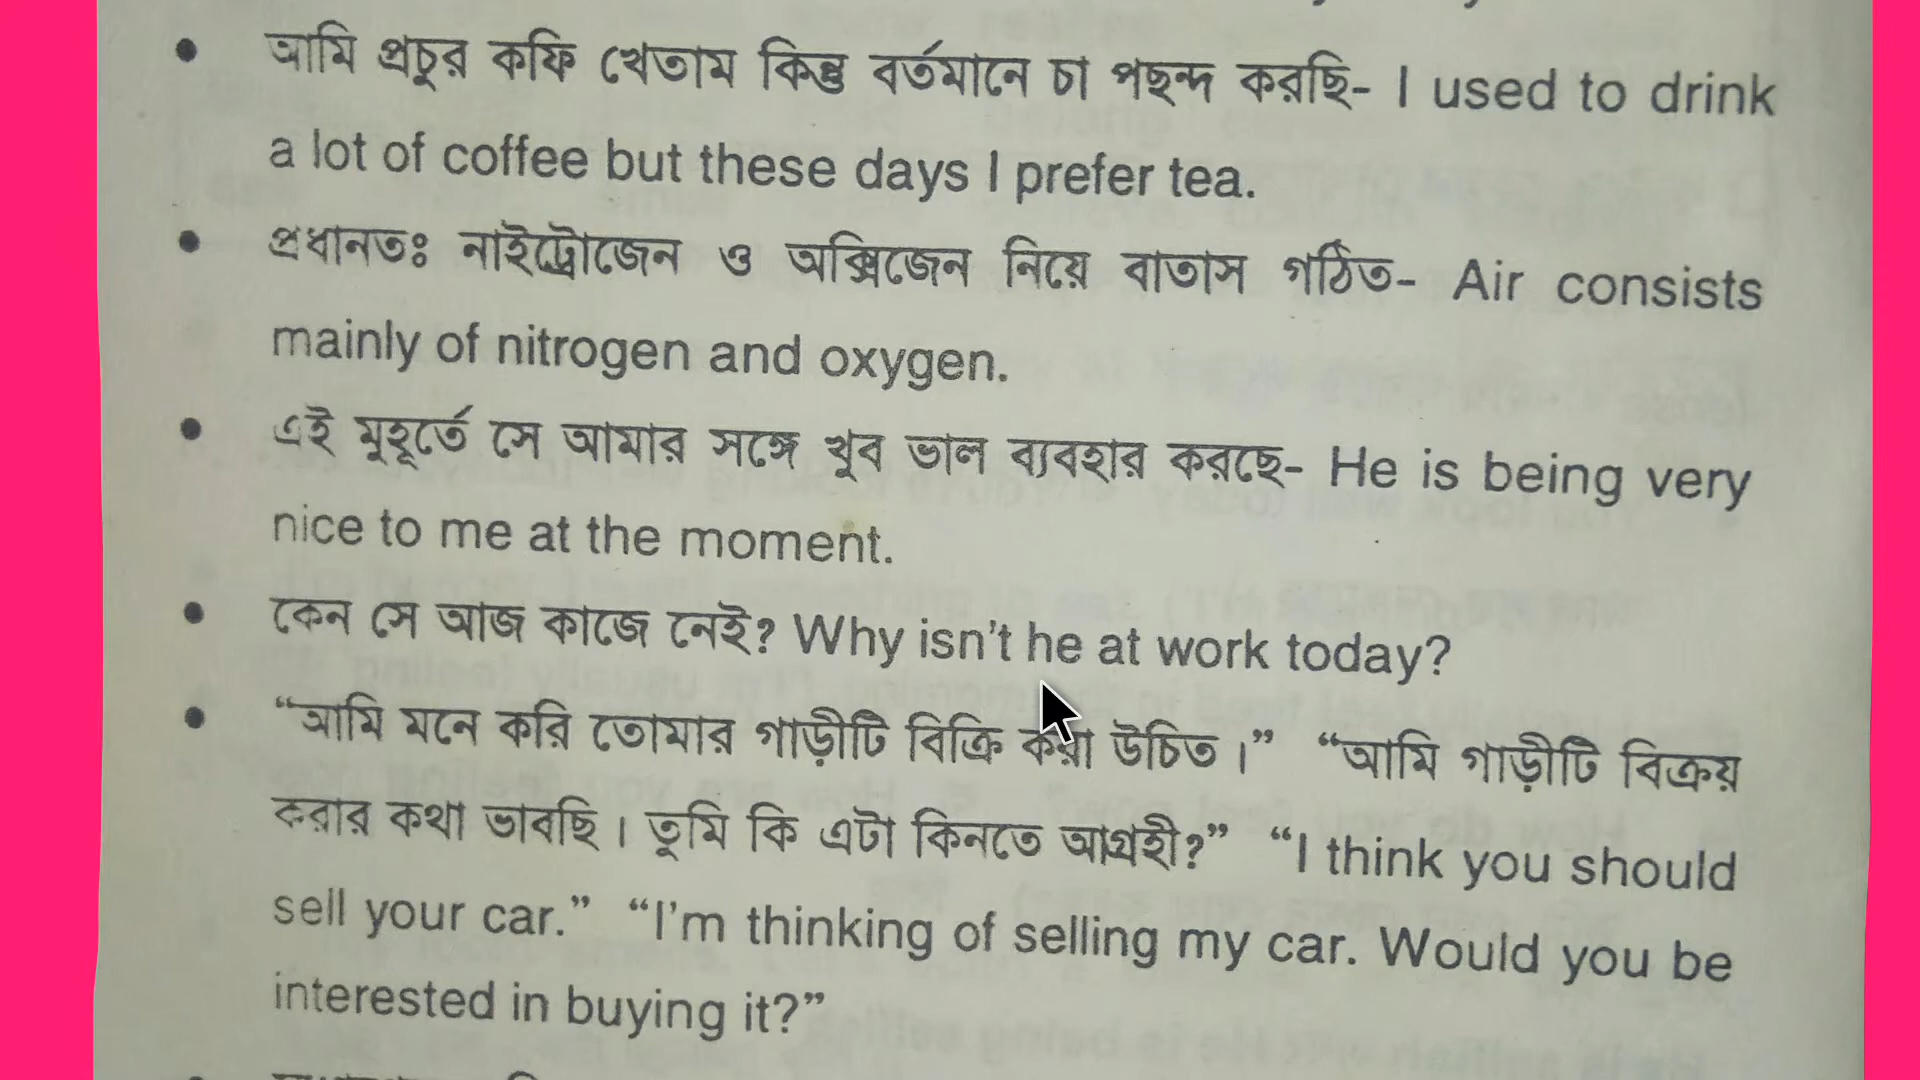 • আমি প্রচুর কফি খেতাম কিন্তু বর্তমানে চা পছন্দ করছি- I used to drink
a lot of coffee but these days I prefer tea.
• প্রধানতঃ নাইট্রোজেন ও অক্সিজেন নিয়ে বাতাস গঠিত- Air consists
mainly of nitrogen and oxygen.
• এই মুহূর্তে সে আমার সঙ্গে খুব ভাল ব্যবহার করছে- He is being very
nice to me at the moment.
• কেন সে আজ কাজে নেই? Why isn't he at work today?
• “আমি মনে করি তোমার গাড়ীটি বিক্রি করা উচিত।” “আমি গাড়ীটি বিক্রয়
করার কথা ভাবছি। তুমি কি এটা কিনতে আগ্রহী?” “I think you should
sell your car.” “I'm thinking of selling my car. Would you be
interested in buying it?”